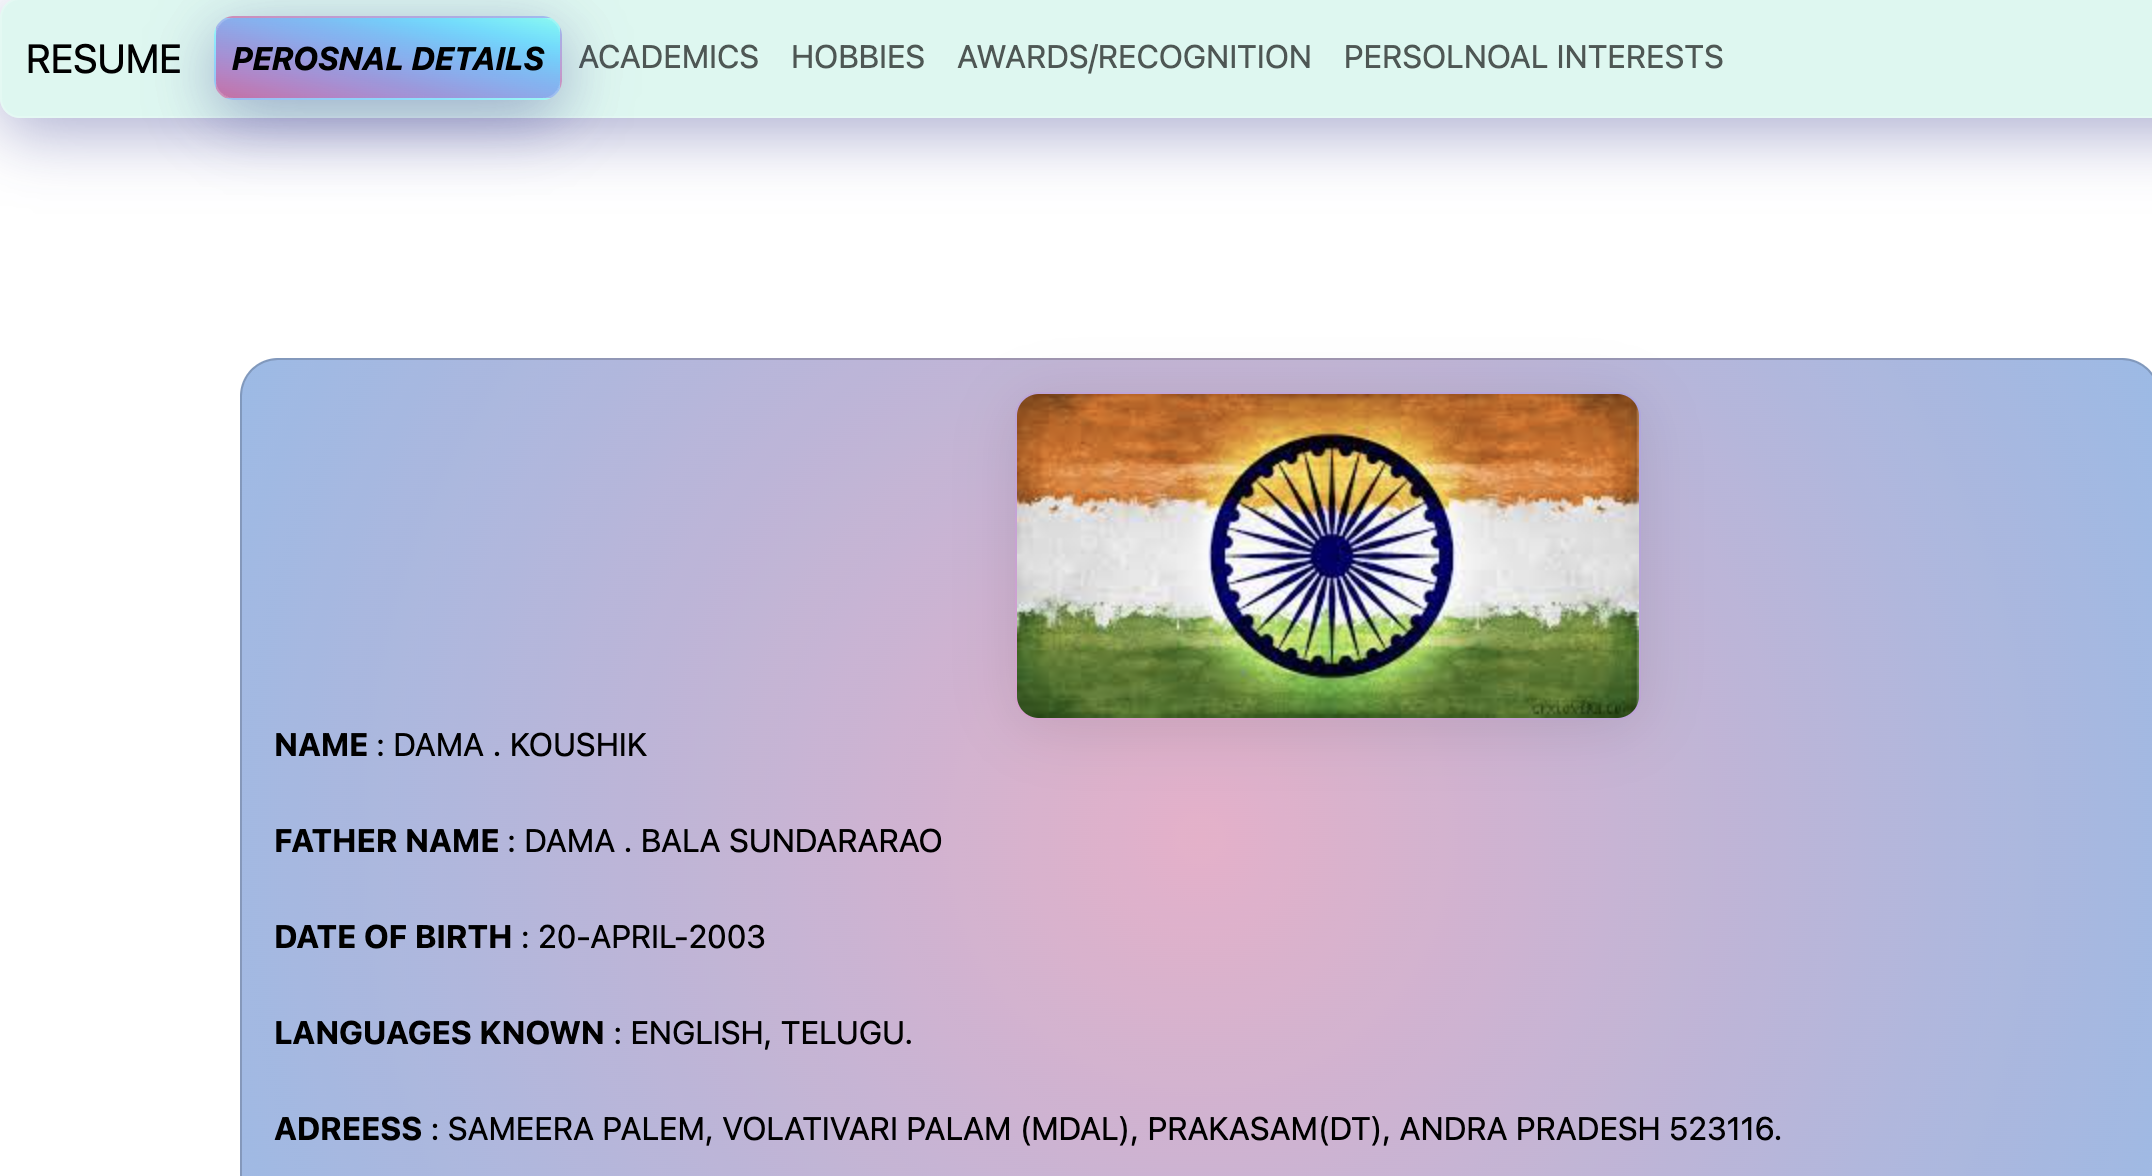 RESUME PEROSNAL DETAILS ACADEMICS HOBBIES AWARDS/RECOGNITION PERSOLNOAL INTERESTS
NAME : DAMA . KOUSHIK
FATHER NAME : DAMA . BALA SUNDARARAO
DATE OF BIRTH : 20-APRIL-2003
LANGUAGES KNOWN : ENGLISH, TELUGU.
ADREESS : SAMEERA PALEM, VOLATIVARI PALAM (MDAL), PRAKASAM(DT), ANDRA PRADESH 523116.